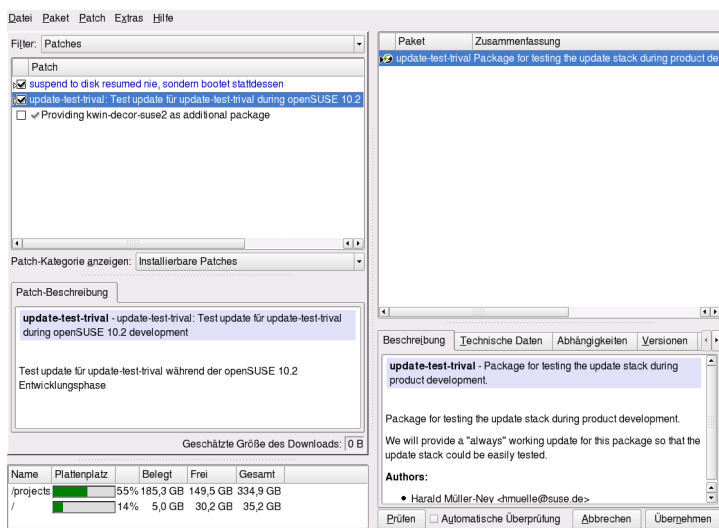 Datei Paket Patch Extras Hilfe
Filter: Patches
Patch
suspend to disk resumed nie, sondern bootet stattdessen
update-test-trival: Test update für update-test-trival during openSUSE 10.2
Providing kwin-decor-suse2 as additional package
Patch-Kategorie anzeigen: Installierbare Patches
Patch-Beschreibung
update-test-trival - update-test-trival: Test update für update-test-trival
during openSUSE 10.2 development
Test update für update-test-trival während der openSUSE 10.2
Entwicklungsphase
Geschätzte Größe des Downloads: 0 B
Name Plattenplatz Belegt Frei Gesamt
/projects 55% 185,3 GB 149,5 GB 334,9 GB
/ 14% 5,0 GB 30,2 GB 35,2 GB
Paket Zusammenfassung
update-test-trival Package for testing the update stack during product de
Beschreibung Technische Daten Abhängigkeiten Versionen
update-test-trival - Package for testing the update stack during
product development.
Package for testing the update stack during product development.
We will provide a "always" working update for this package so that the
update stack could be easily tested.
Authors:
• Harald Müller-Ney <hmuelle@suse.de>
Prüfen Automatische Überprüfung Abbrechen Übernehmen